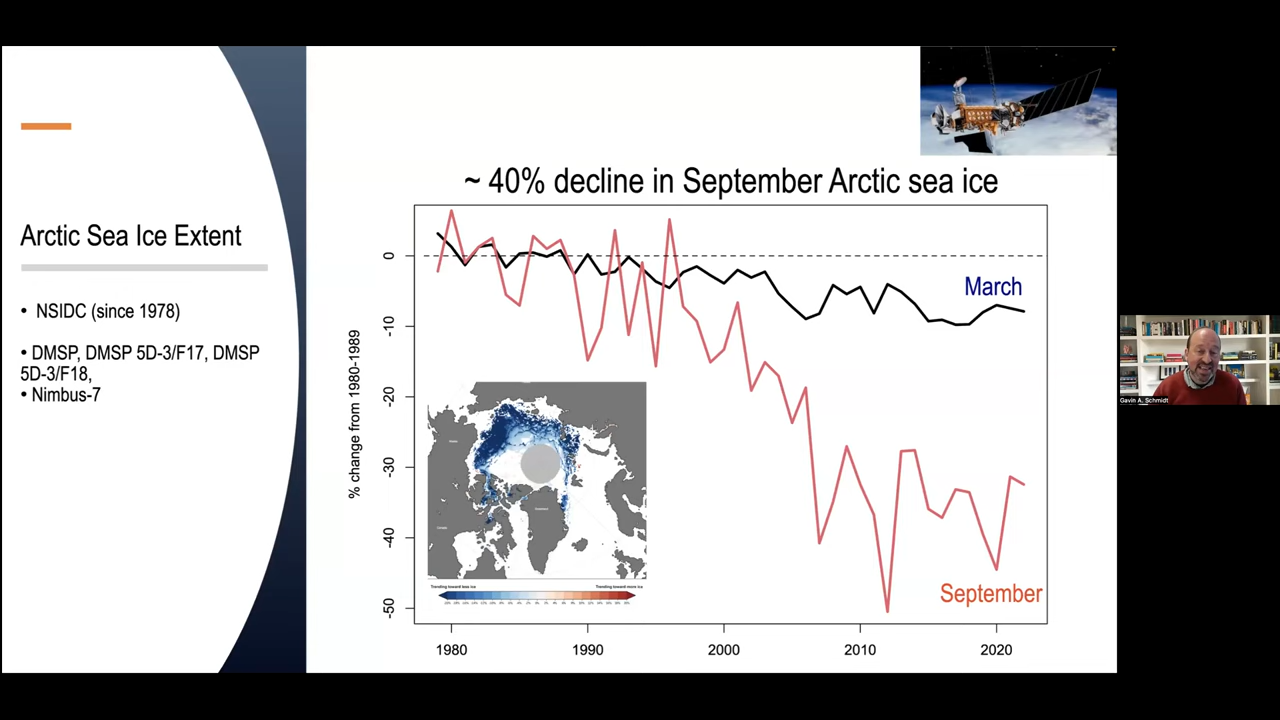 Arctic Sea Ice Extent
• NSIDC (since 1978)
• DMSP, DMSP 5D-3/F17, DMSP
5D-3/F18,
• Nimbus-7
~ 40% decline in September Arctic sea ice
% change from 1980-1989
0
-10
-20
-30
-40
-50
March
September
Trending toward less ice
Trending toward more ice
1980
1990
2000
2010
2020
Gavin A. Schmidt